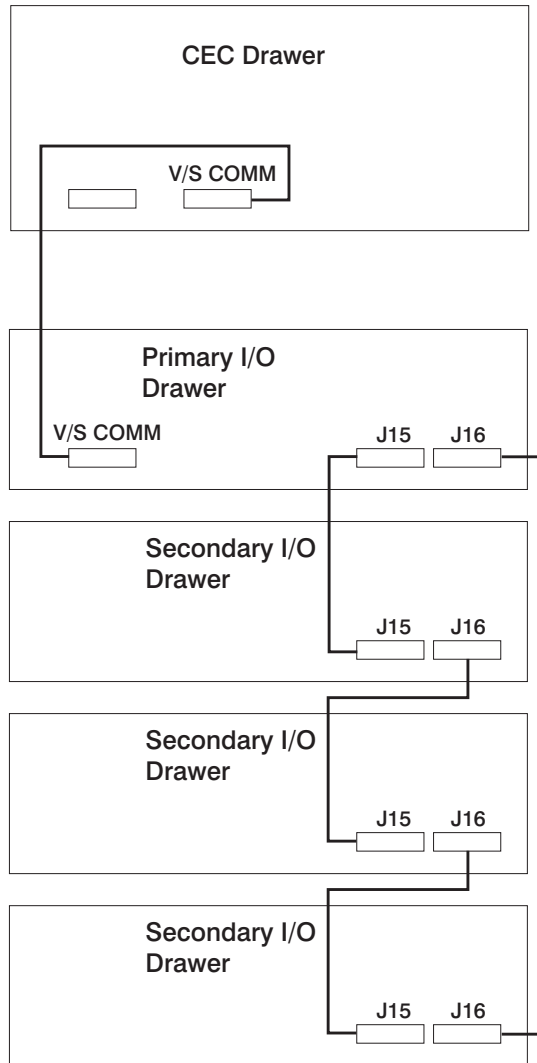 CEC Drawer
V/S COMM
Primary I/O
Drawer
V/S COMM
J15 J16
Secondary I/O
Drawer
J15 J16
Secondary I/O
Drawer
J15 J16
Secondary I/O
Drawer
J15 J16